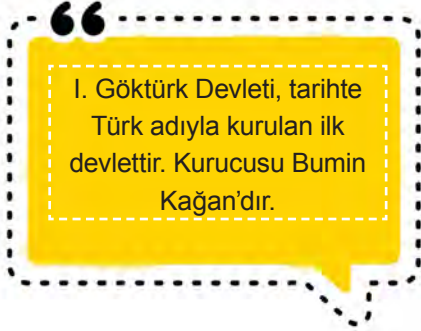 I. Göktürk Devleti, tarihte
Türk adıyla kurulan ilk
devlettir. Kurucusu Bumin
Kağan’dır.